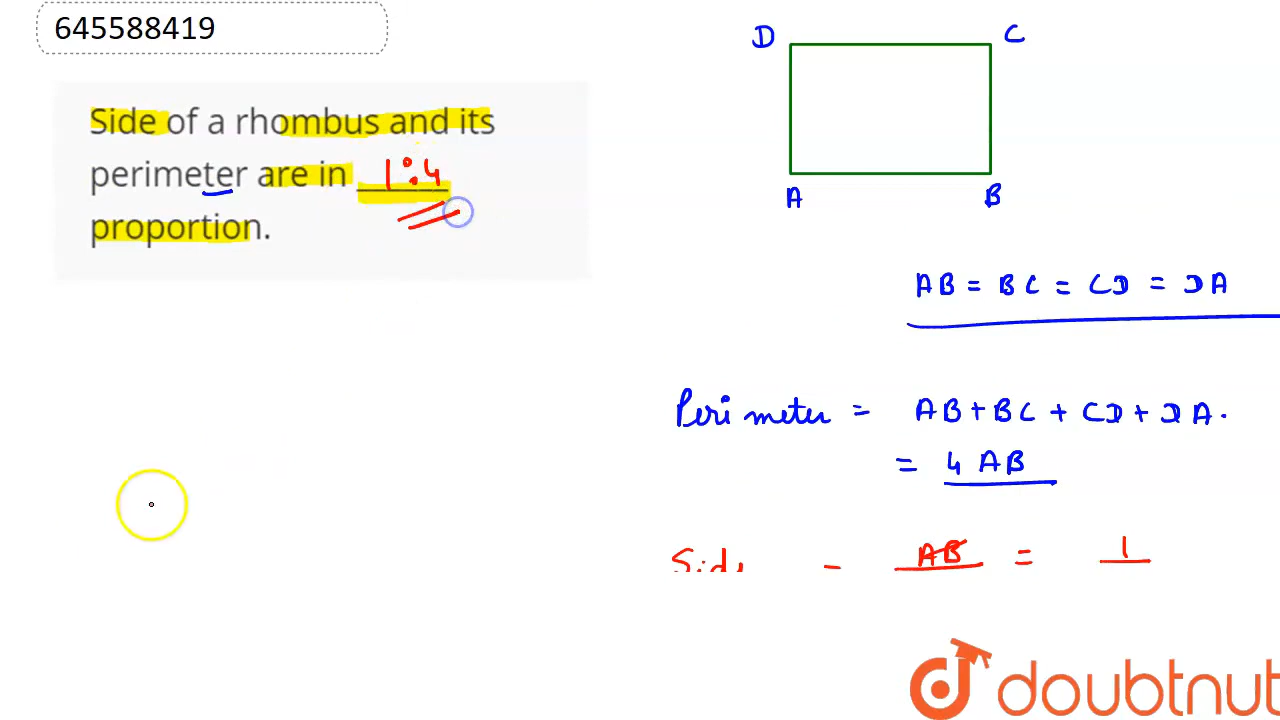 645588419
Side of a rhombus and its
perimeter are in 1:4
proportion.
D C
A B
AB = BC = CD = DA
Perimeter = AB + BC + CD + DA.
= 4 AB
Side = AB = 1
doubtnut